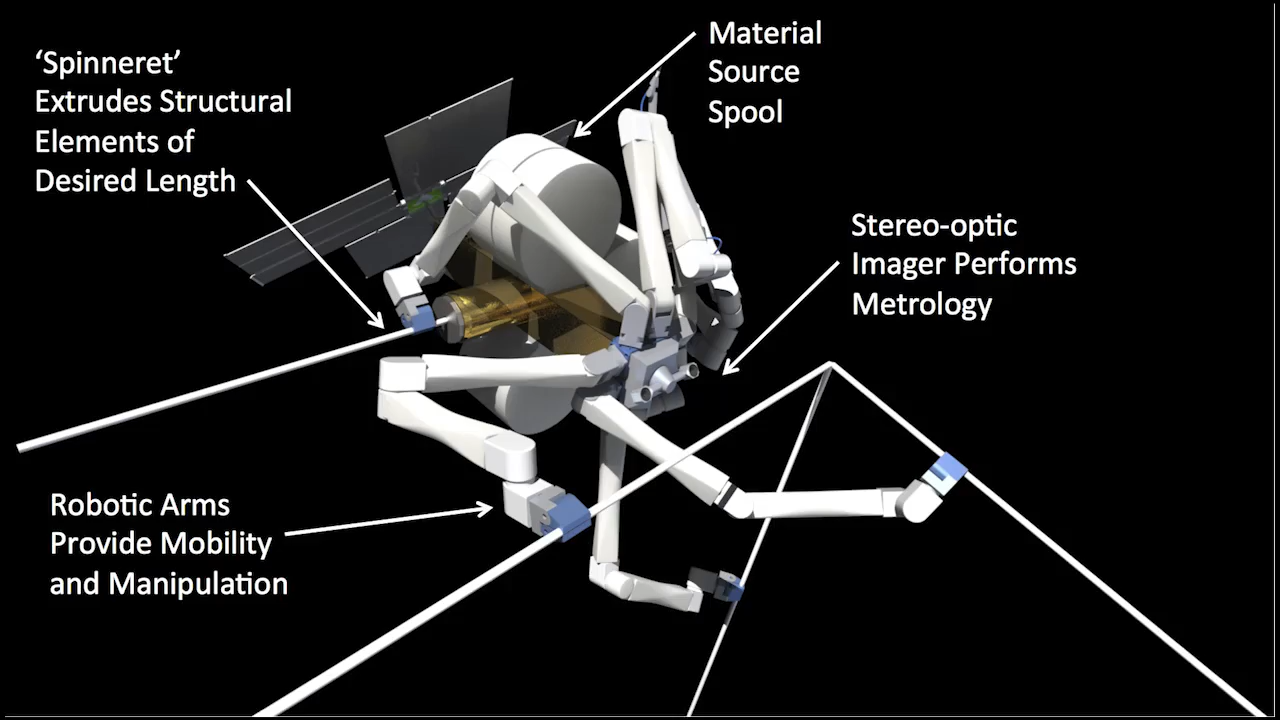 ‘Spinneret’
Extrudes Structural
Elements of
Desired Length
Material
Source
Spool
Stereo-optic
Imager Performs
Metrology
Robotic Arms
Provide Mobility
and Manipulation